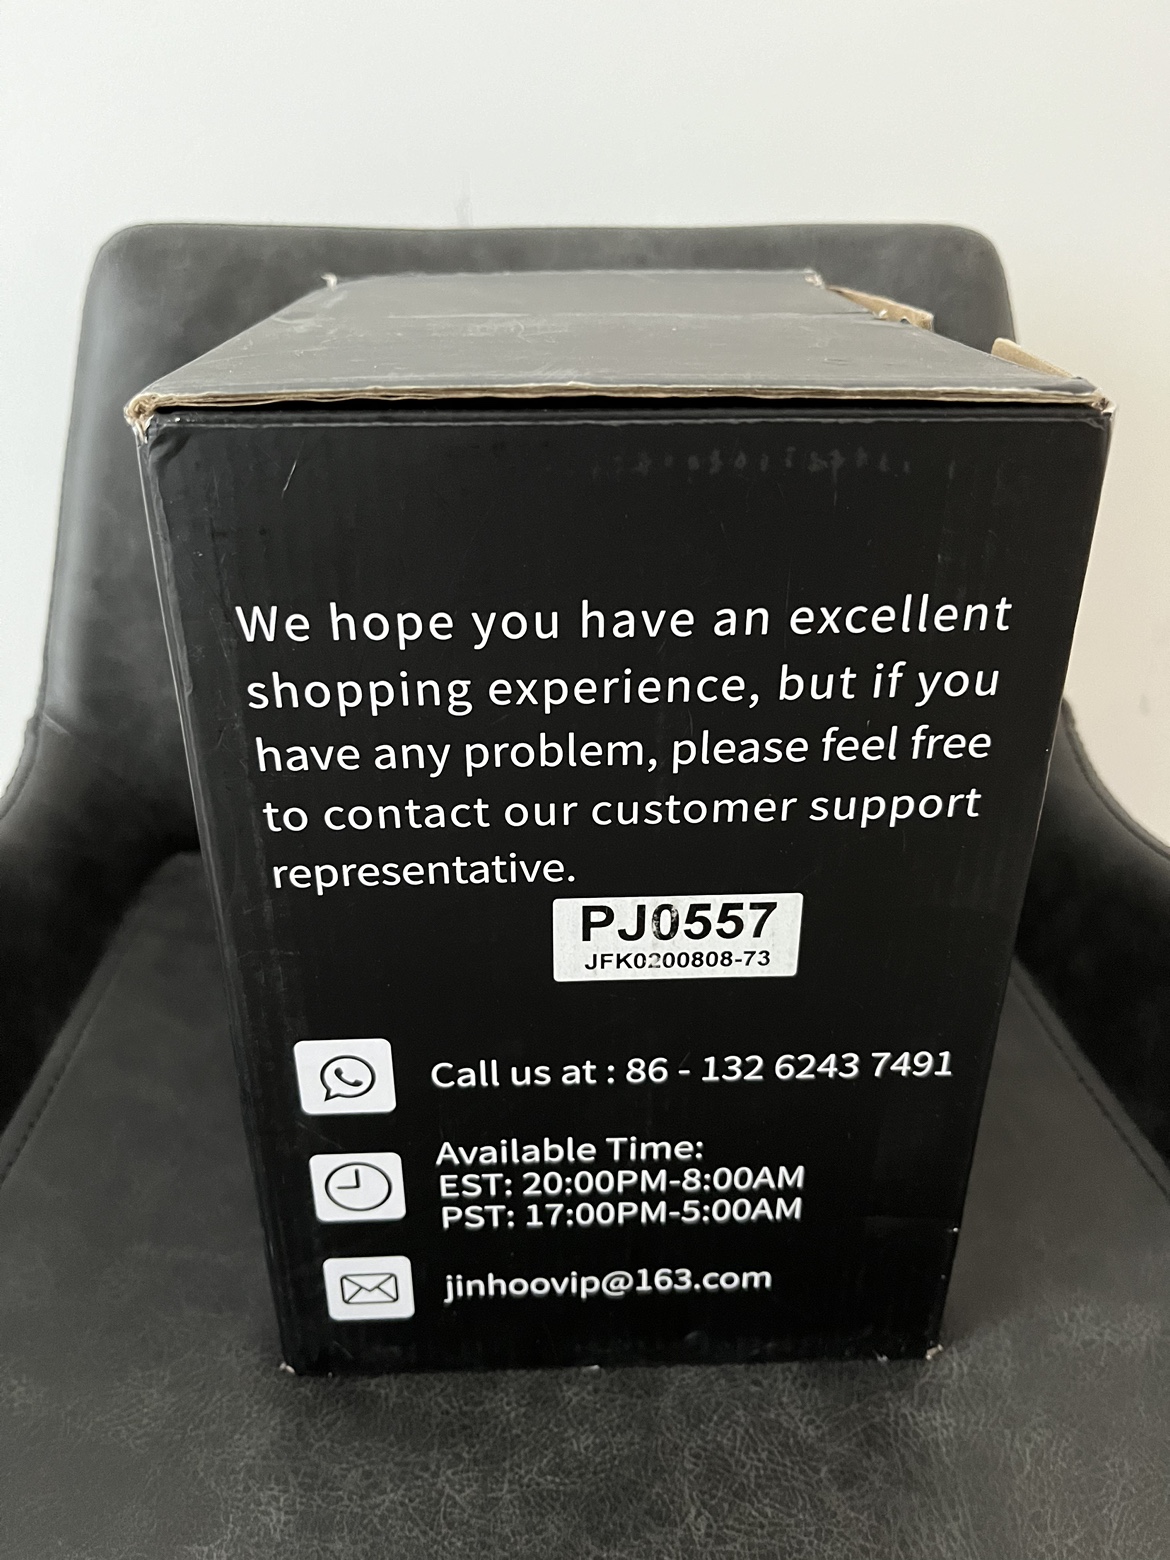 We hope you have an excellent
shopping experience, but if you
have any problem, please feel free
to contact our customer support
representative.
PJ0557
JFK0200808-73
Call us at : 86 - 132 6243 7491
Available Time:
EST: 20:00PM-8:00AM
PST: 17:00PM-5:00AM
jinhoovip@163.com